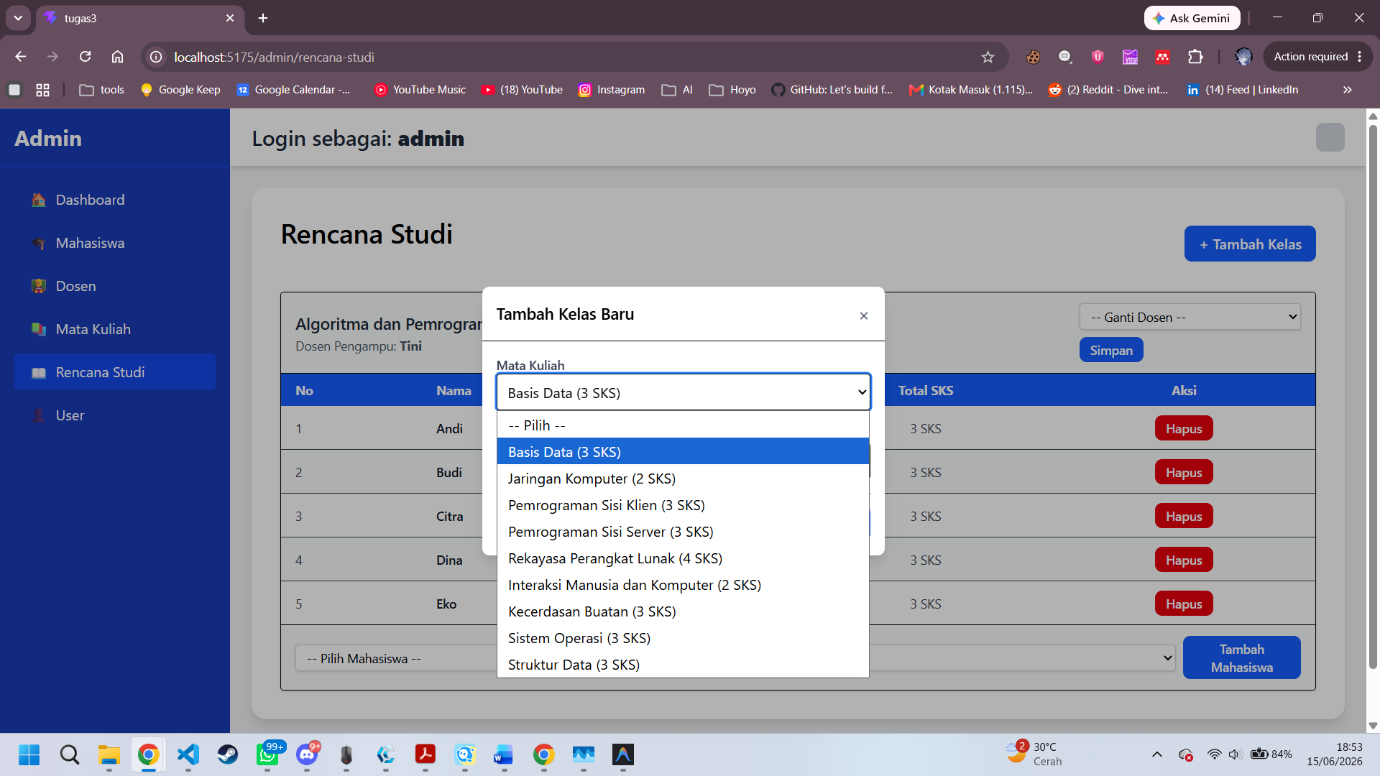 tugas3
Ask Gemini
localhost:5175/admin/rencana-studi
Action required
tools
Google Keep
12
Google Calendar -...
YouTube Music
(18) YouTube
Instagram
AI
Hoyo
GitHub: Let's build f...
Kotak Masuk (1.115)...
(2) Reddit - Dive int...
(14) Feed | LinkedIn
Admin
Login sebagai: admin
Dashboard
Mahasiswa
Dosen
Mata Kuliah
Rencana Studi
User
Rencana Studi
+ Tambah Kelas
Algoritma dan Pemrogra
Dosen Pengampu: Tini
-- Ganti Dosen --
Simpan
No
Nama
Total SKS
Aksi
1
Andi
3 SKS
Hapus
2
Budi
3 SKS
Hapus
3
Citra
3 SKS
Hapus
4
Dina
3 SKS
Hapus
5
Eko
3 SKS
Hapus
-- Pilih Mahasiswa --
Tambah
Mahasiswa
Tambah Kelas Baru
Mata Kuliah
Basis Data (3 SKS)
-- Pilih --
Basis Data (3 SKS)
Jaringan Komputer (2 SKS)
Pemrograman Sisi Klien (3 SKS)
Pemrograman Sisi Server (3 SKS)
Rekayasa Perangkat Lunak (4 SKS)
Interaksi Manusia dan Komputer (2 SKS)
Kecerdasan Buatan (3 SKS)
Sistem Operasi (3 SKS)
Struktur Data (3 SKS)
99+
9+
2
30°C
Cerah
84%
18:53
15/06/2026